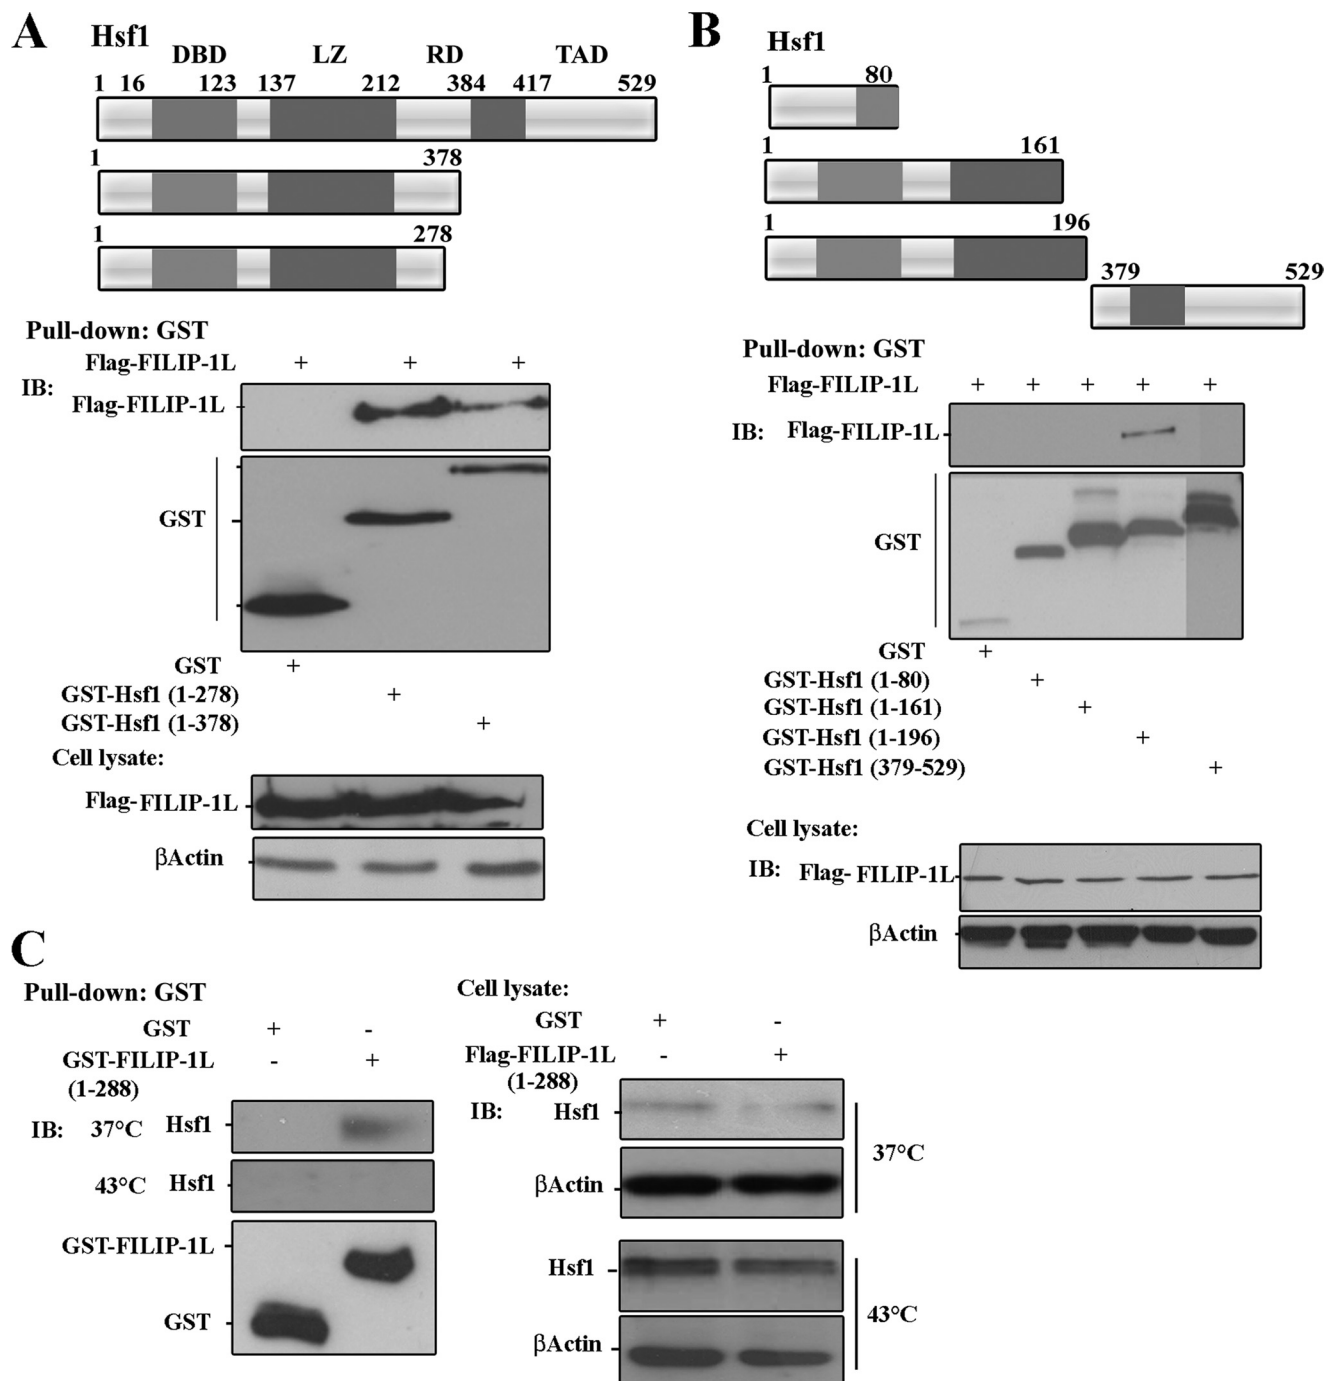 A
Hsf1
DBD LZ RD TAD
1 16 123 137 212 384 417 529
1 378
1 278
Pull-down: GST
Flag-FILIP-1L + + +
IB:
Flag-FILIP-1L
GST
GST +
GST-Hsf1 (1-278) +
GST-Hsf1 (1-378) +
Cell lysate:
Flag-FILIP-1L
βActin
B
Hsf1
1 80
1 161
1 196
379 529
Pull-down: GST
Flag-FILIP-1L + + + + +
IB: Flag-FILIP-1L
GST
GST +
GST-Hsf1 (1-80) +
GST-Hsf1 (1-161) +
GST-Hsf1 (1-196) +
GST-Hsf1 (379-529) +
Cell lysate:
IB: Flag- FILIP-1L
βActin
C
Pull-down: GST
GST + -
GST-FILIP-1L - +
(1-288)
IB: 37°C Hsf1
43°C Hsf1
GST-FILIP-1L
GST
Cell lysate:
GST + -
Flag-FILIP-1L - +
(1-288)
IB: Hsf1
βActin
37°C
Hsf1
βActin
43°C